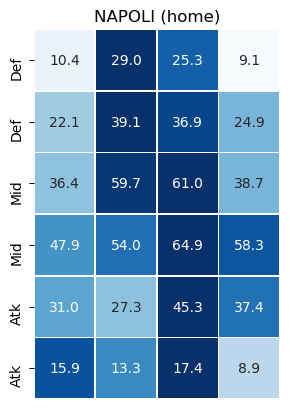 NAPOLI (home)
Def 10.4 29.0 25.3 9.1
Def 22.1 39.1 36.9 24.9
Mid 36.4 59.7 61.0 38.7
Mid 47.9 54.0 64.9 58.3
Atk 31.0 27.3 45.3 37.4
Atk 15.9 13.3 17.4 8.9